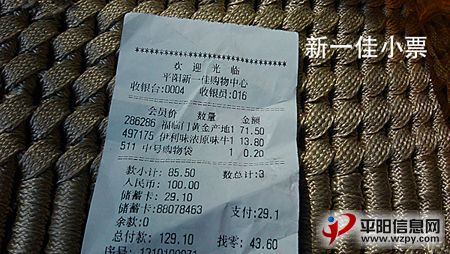 新一佳小票
********************************
欢迎光临
平阳新一佳购物中心
收银台:0004 收银员:016
会员价 数量 金额
286286 福临门黄金产地1 71.50
497175 伊利味浓原味牛1 13.80
511 中号购物袋 1 0.20
款小计: 85.50 数总计:3
人民币: 100.00
储蓄卡: 29.10
储蓄卡:88078463 支付:29.1
余款:0
总付款: 129.10 找零: 43.60
平阳信息网
www.wzpy.com